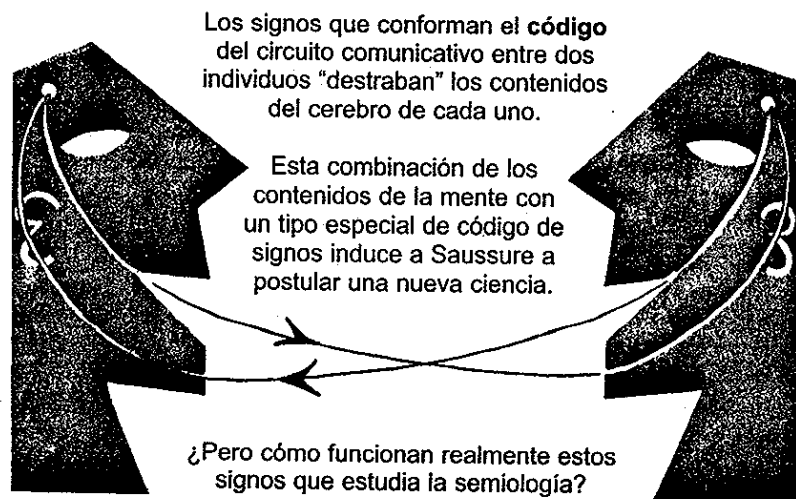 Los signos que conforman el código
del circuito comunicativo entre dos
individuos “destraban” los contenidos
del cerebro de cada uno.
Esta combinación de los
contenidos de la mente con
un tipo especial de código de
signos induce a Saussure a
postular una nueva ciencia.
¿Pero cómo funcionan realmente estos
signos que estudia la semiología?